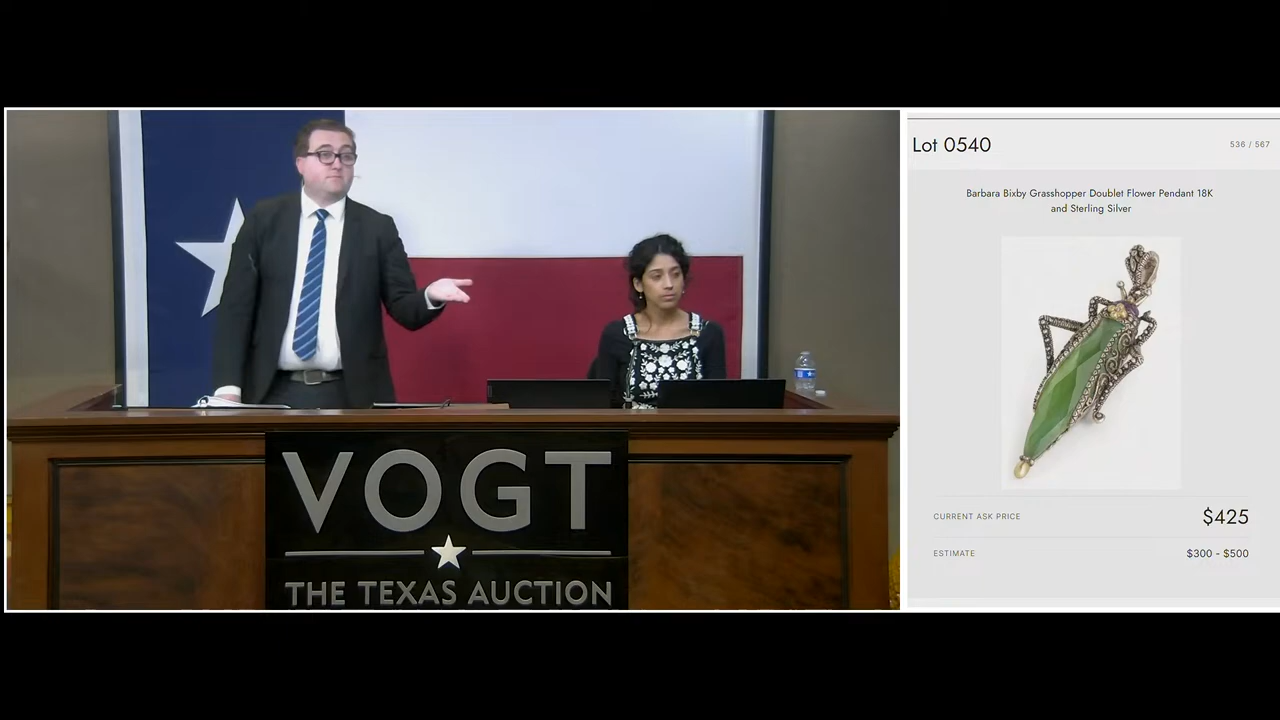 VOGT
THE TEXAS AUCTION
Lot 0540
536 / 567
Barbara Bixby Grasshopper Doublet Flower Pendant 18K
and Sterling Silver
CURRENT ASK PRICE
$425
ESTIMATE
$300 - $500